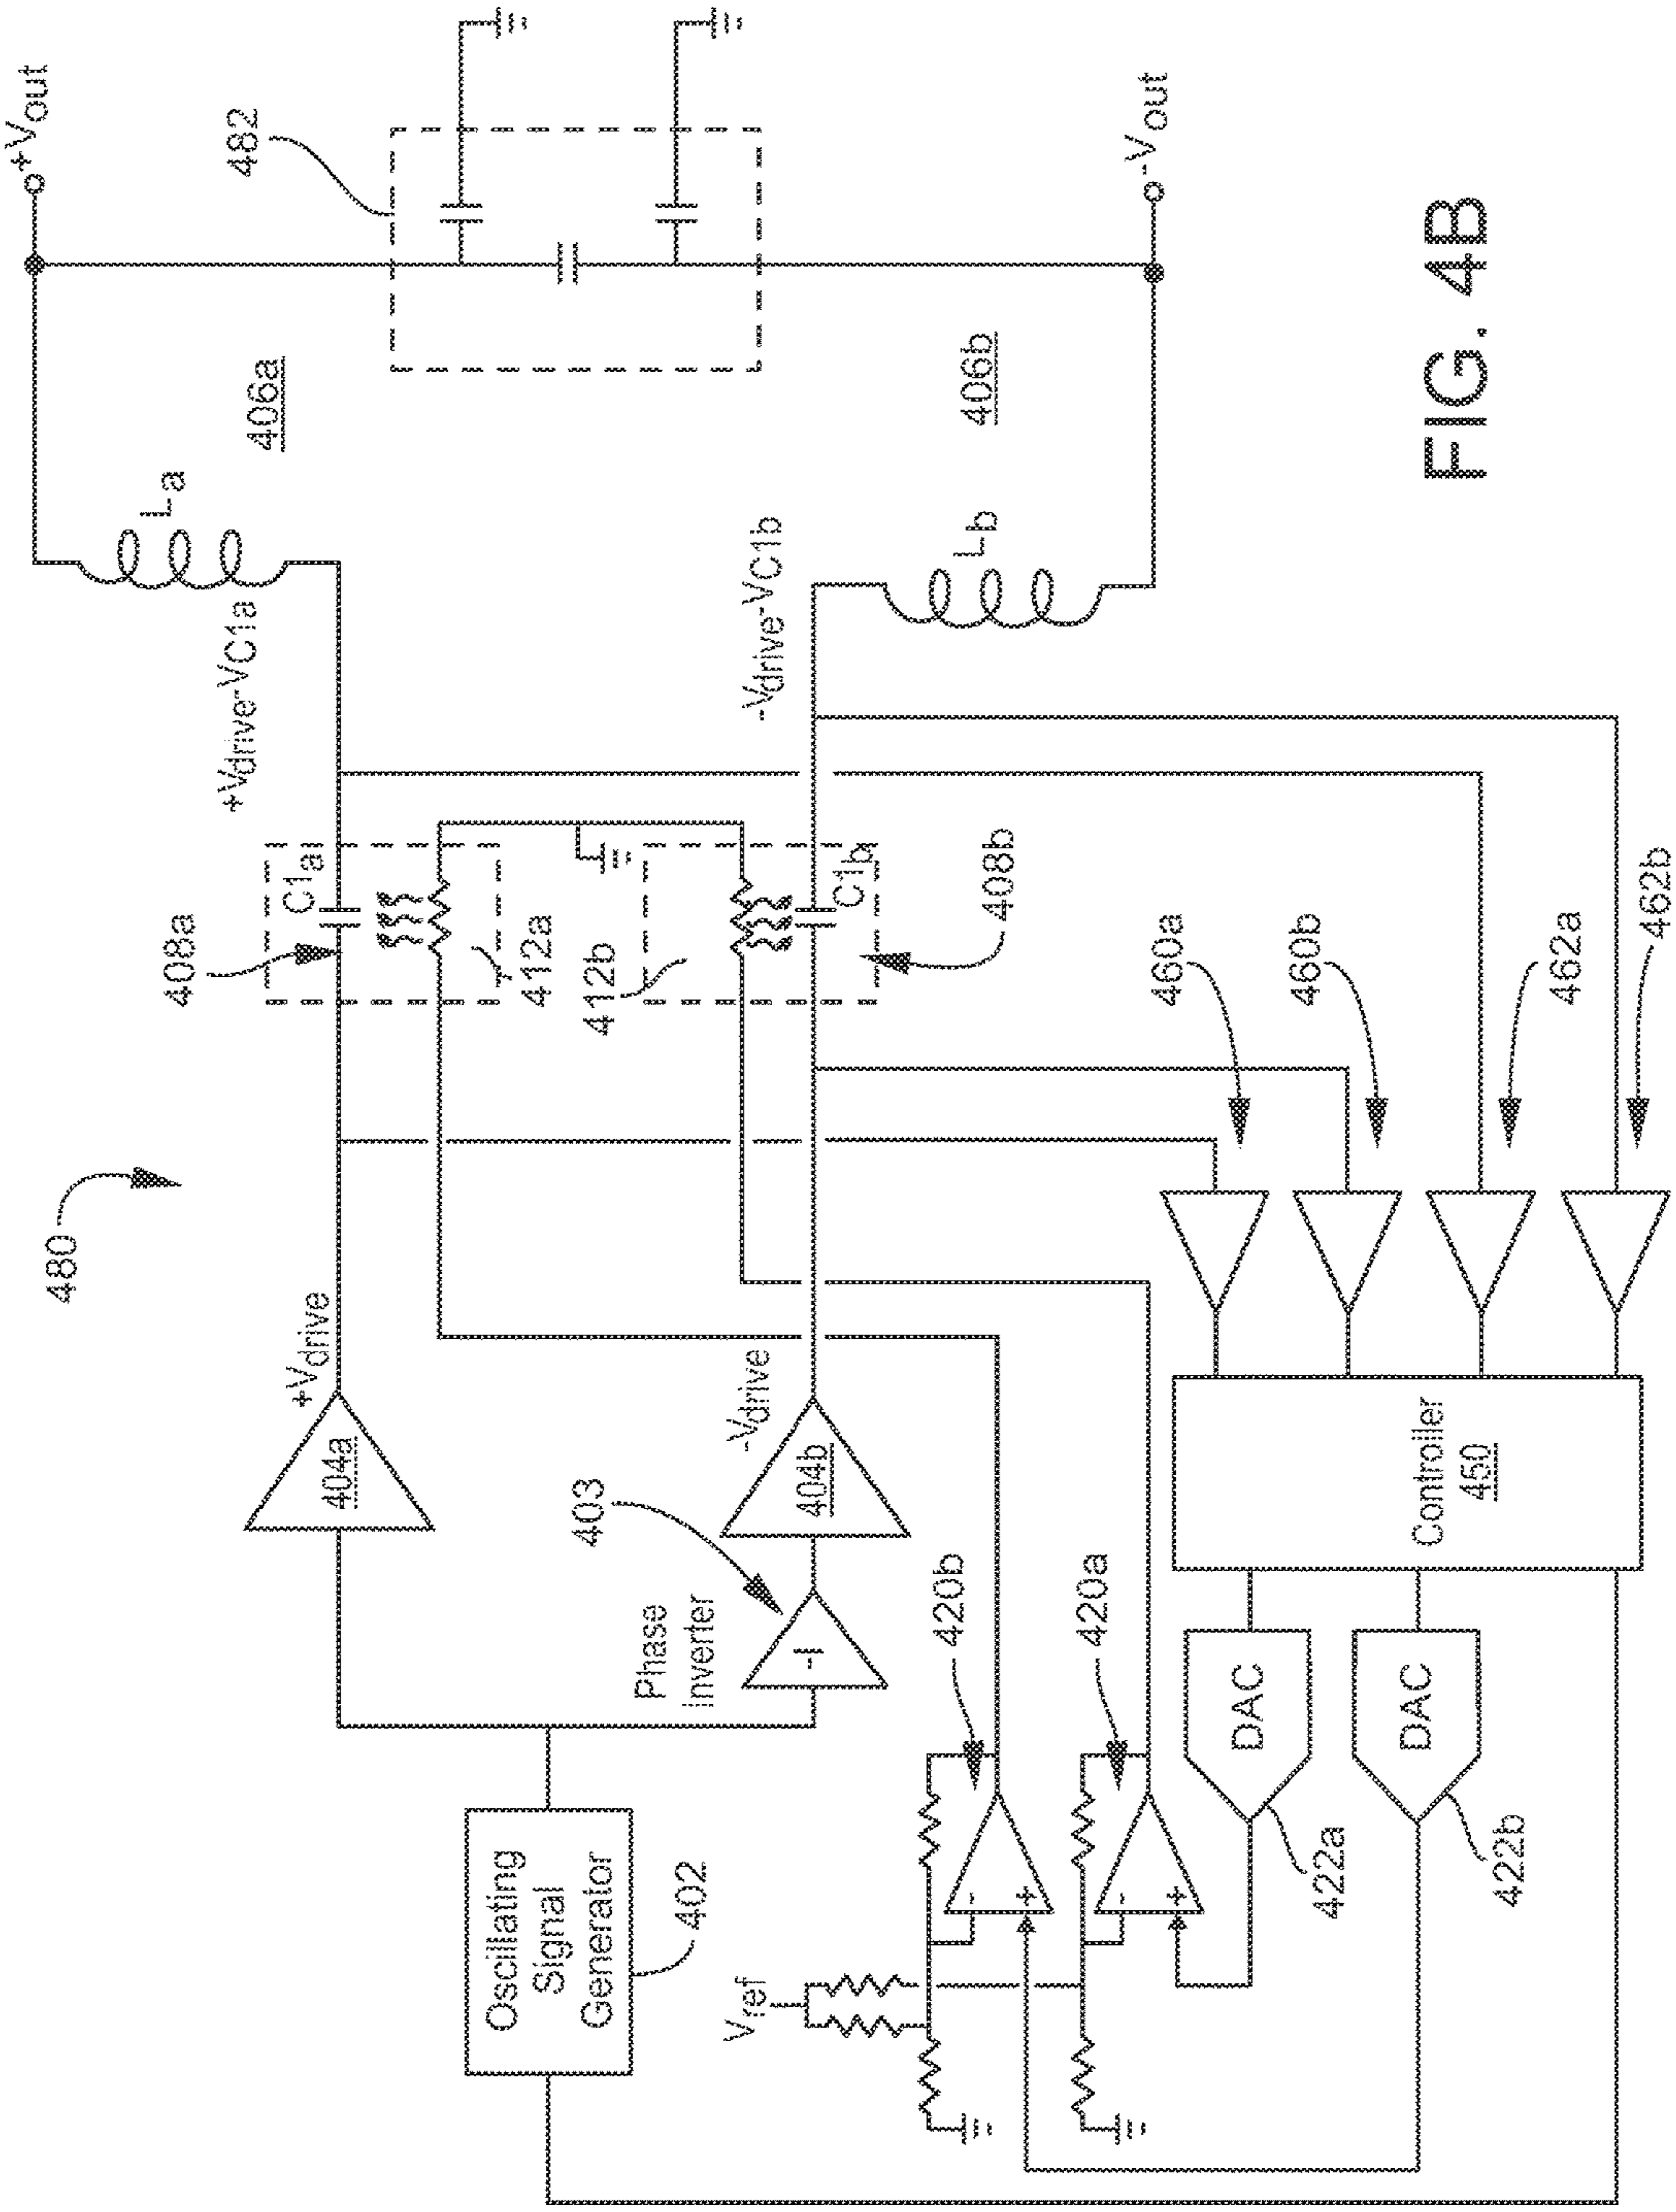 480
Oscillating
Signal
Generator
402
Phase
Inverter
403
404a
+Vdrive
404b
-Vdrive
408a
C1a
412a
412b
C1b
408b
+Vdrive-VC1a
-Vdrive-VC1b
La
Lb
406a
406b
482
+Vout
-Vout
Vref
-
+
420b
-
+
420a
DAC
422a
DAC
422b
Controller
450
460a
460b
462a
462b
-1
FIG. 4B